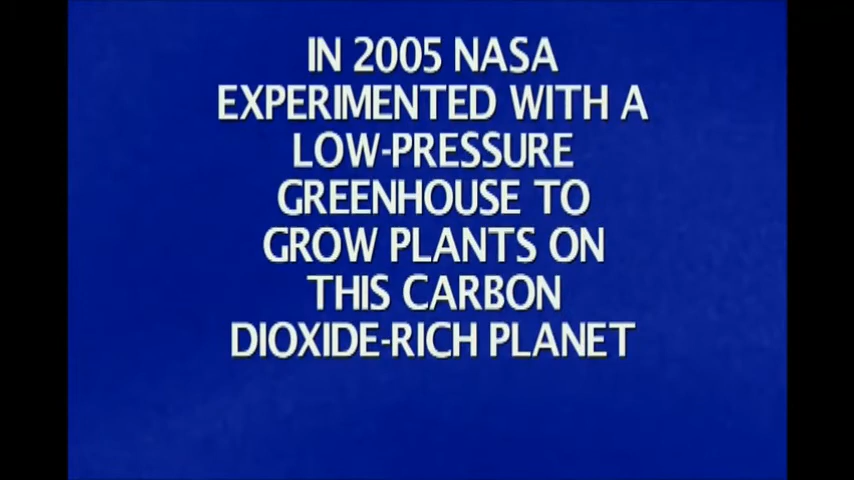 IN 2005 NASA
EXPERIMENTED WITH A
LOW-PRESSURE
GREENHOUSE TO
GROW PLANTS ON
THIS CARBON
DIOXIDE-RICH PLANET